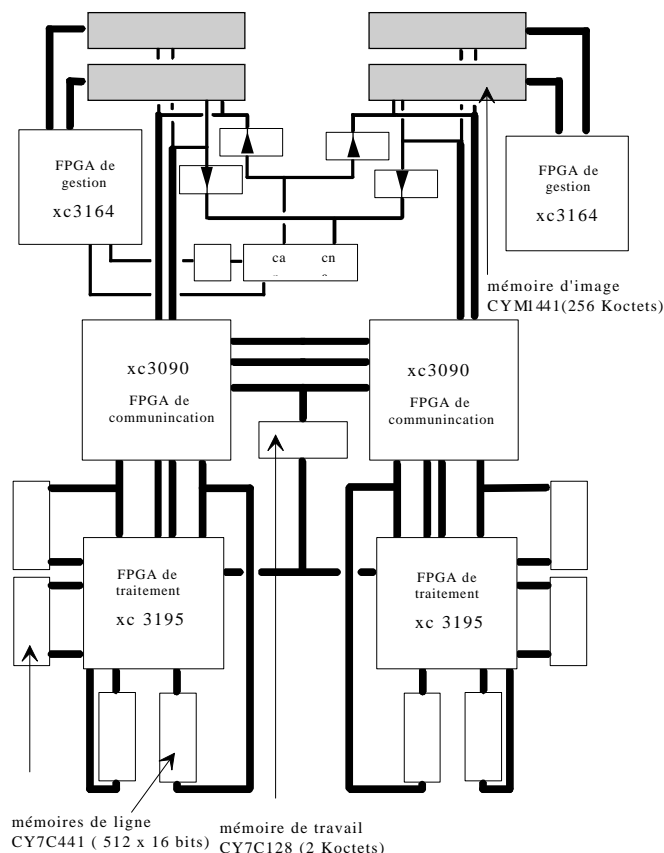 FPGA de
gestion
xc3164
FPGA de
gestion
xc3164
ca cn
mémoire d'image
CYM1441(256 Koctets)
xc3090
FPGA de
communincation
xc3090
FPGA de
communincation
FPGA de
traitement
xc 3195
FPGA de
traitement
xc 3195
mémoires de ligne
CY7C441 ( 512 x 16 bits)
mémoire de travail
CY7C128 (2 Koctets)